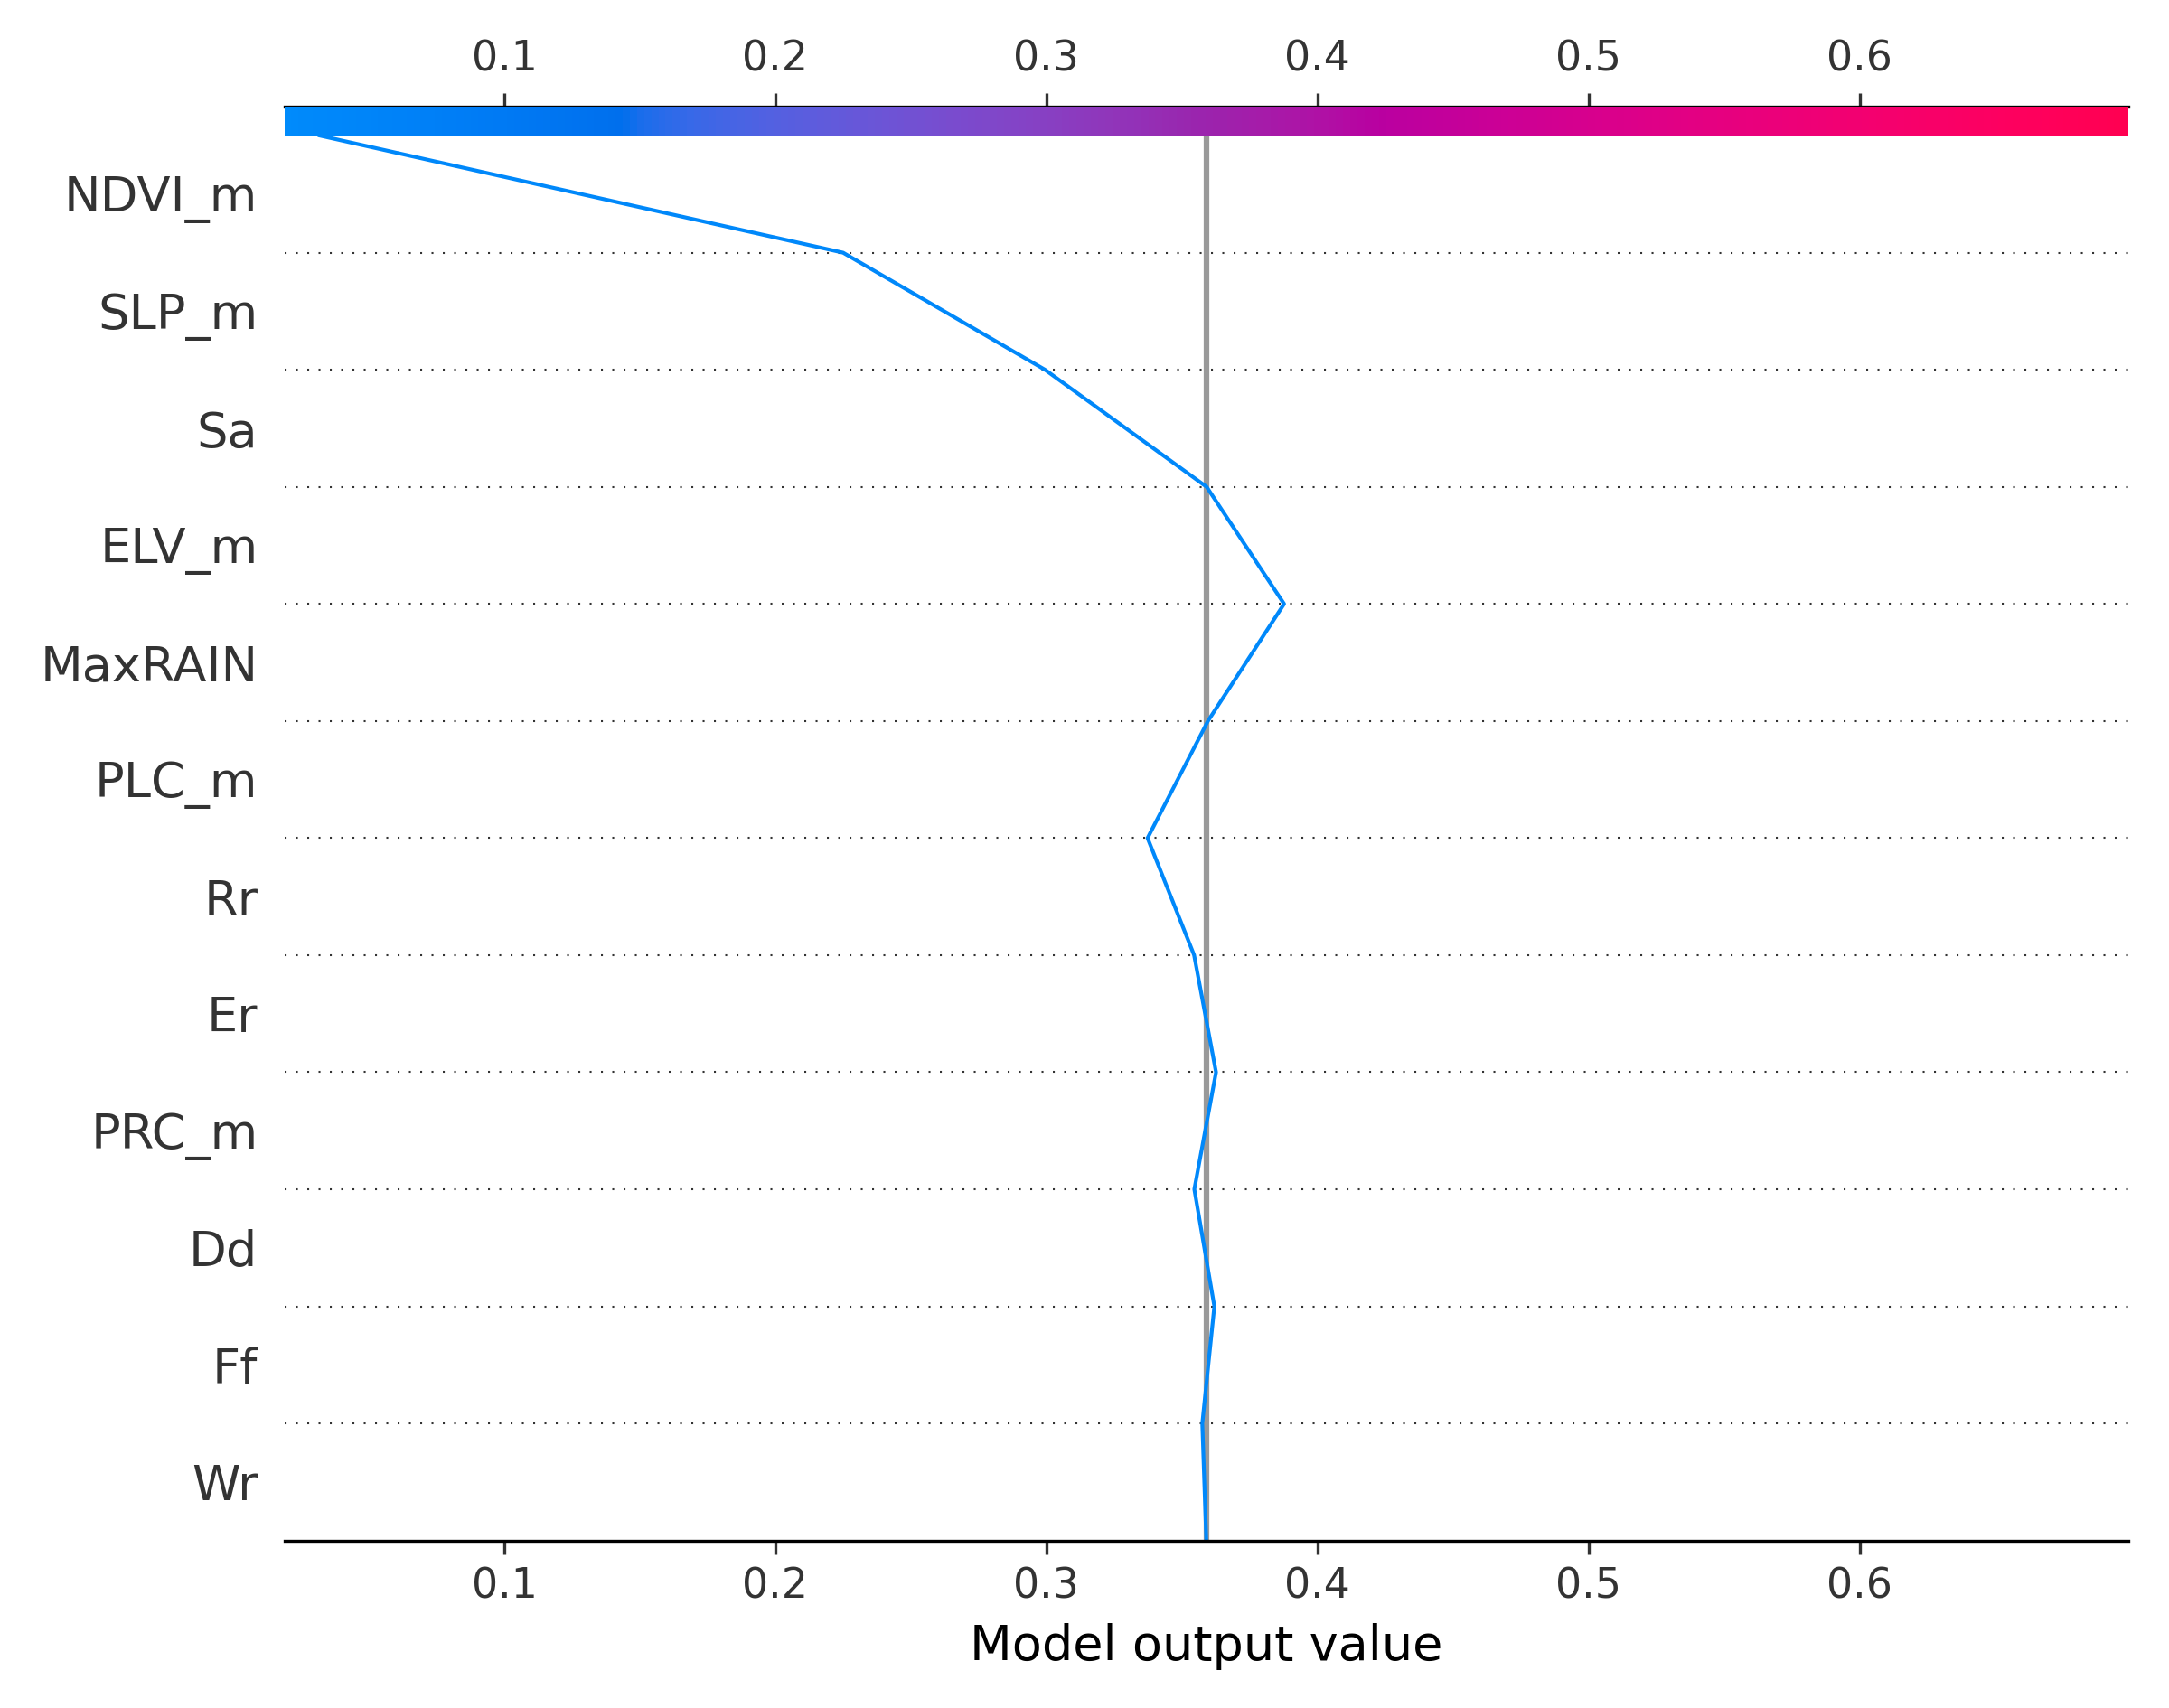 0.1 0.2 0.3 0.4 0.5 0.6
NDVI_m
SLP_m
Sa
ELV_m
MaxRAIN
PLC_m
Rr
Er
PRC_m
Dd
Ff
Wr
0.1 0.2 0.3 0.4 0.5 0.6
Model output value